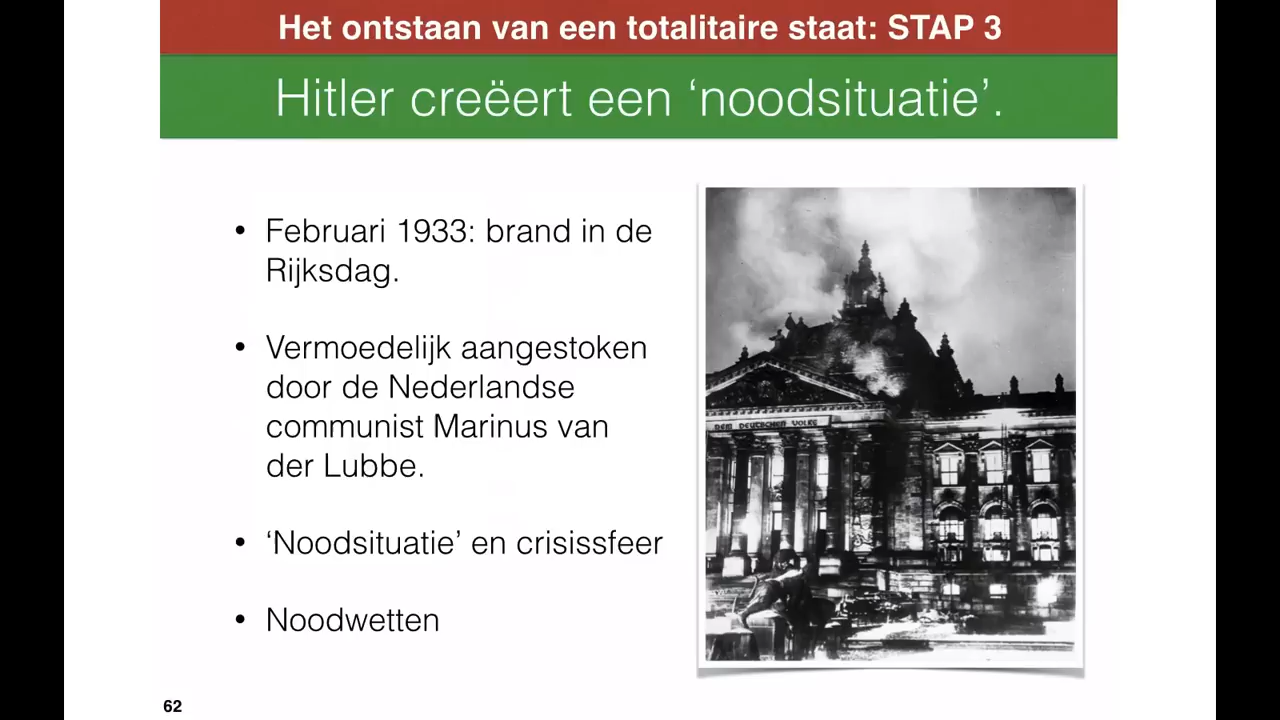 Het ontstaan van een totalitaire staat: STAP 3
Hitler creëert een ‘noodsituatie’.
• Februari 1933: brand in de
Rijksdag.
• Vermoedelijk aangestoken
door de Nederlandse
communist Marinus van
der Lubbe.
• ‘Noodsituatie’ en crisissfeer
• Noodwetten
DEM DEUTSCHEN VOLKE
62